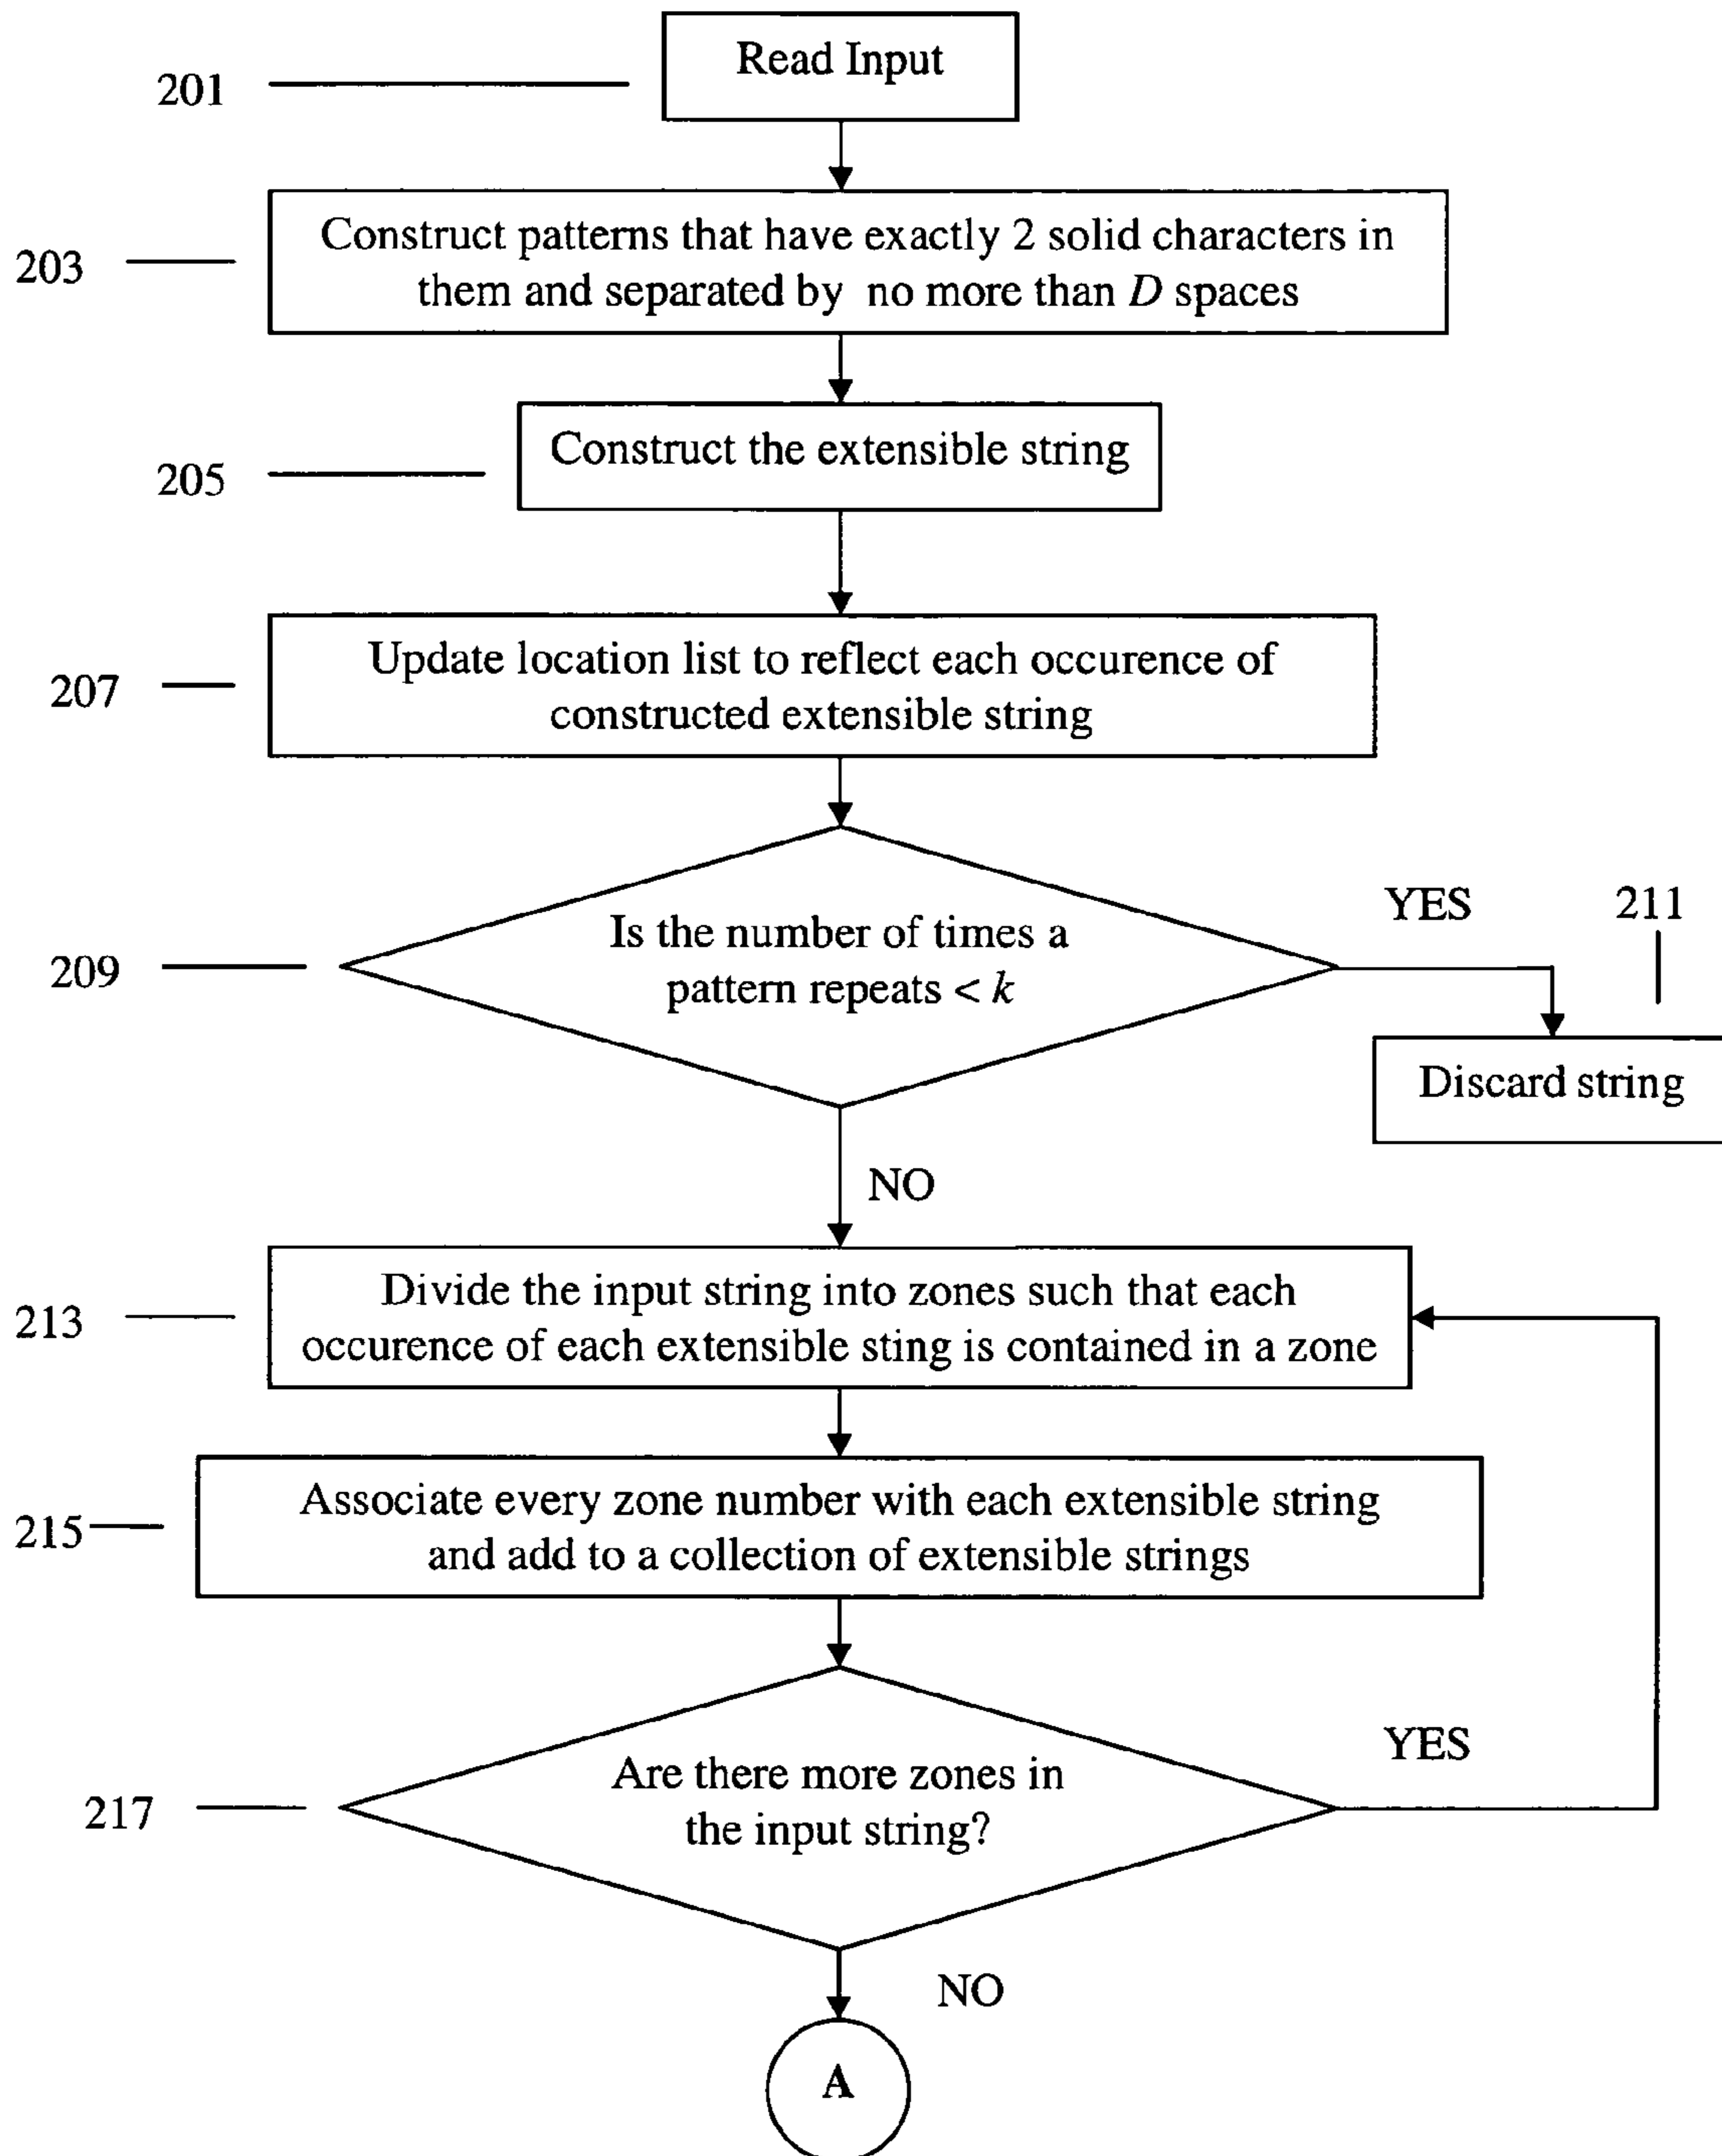 Read Input
201
Construct patterns that have exactly 2 solid characters in
them and separated by no more than D spaces
203
Construct the extensible string
205
Update location list to reflect each occurence of
constructed extensible string
207
YES
211
Is the number of times a
pattern repeats < k
209
Discard string
NO
Divide the input string into zones such that each
occurence of each extensible sting is contained in a zone
213
Associate every zone number with each extensible string
and add to a collection of extensible strings
215
YES
Are there more zones in
the input string?
217
NO
A